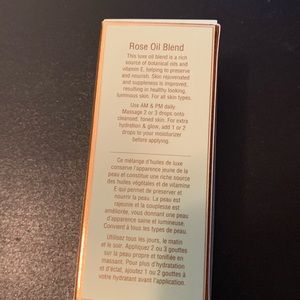 Rose Oil Blend
This luxe oil blend is a rich
source of botanical oils and
vitamin E, helping to preserve
and nourish. Skin rejuvenated
and suppleness is improved,
resulting in healthy looking,
luminous skin. For all skin types.
Use AM & PM daily.
Massage 2 or 3 drops onto
cleansed, toned skin. For extra
hydration & glow, add 1 or 2
drops to your moisturizer
before applying.
Ce mélange d'huiles de luxe
conserve l'apparence jeune de la
peau et constitue une riche source
des huiles végétales et de vitamine
E qui permet de préserver et
nourrir la peau. La peau est
rajeunie et la souplesse est
améliorée, vous donnant une peau
d'apparence saine et lumineuse.
Convient à tous les types de peau.
Utilisez tous les jours, le matin
et le soir. Appliquez 2 ou 3 gouttes
sur la peau propre et tonifiée en
massant. Pour plus d'hydratation
et d'éclat, ajoutez 1 ou 2 gouttes à
votre hydratant avant l'application.